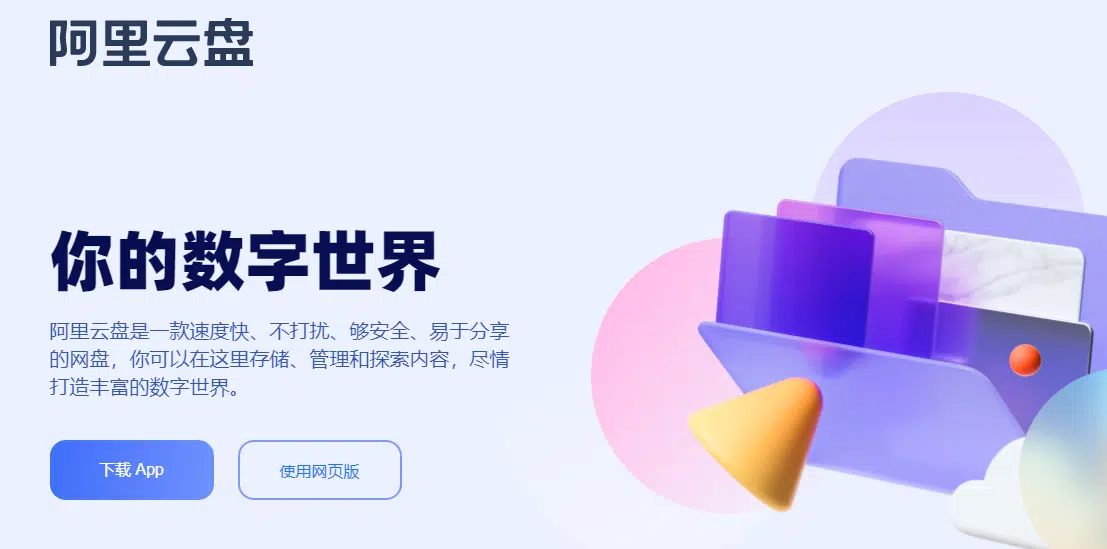 阿里云盘
你的数字世界
阿里云盘是一款速度快、不打扰、够安全、易于分享
的网盘，你可以在这里存储、管理和探索内容，尽情
打造丰富的数字世界。
下载 App
使用网页版